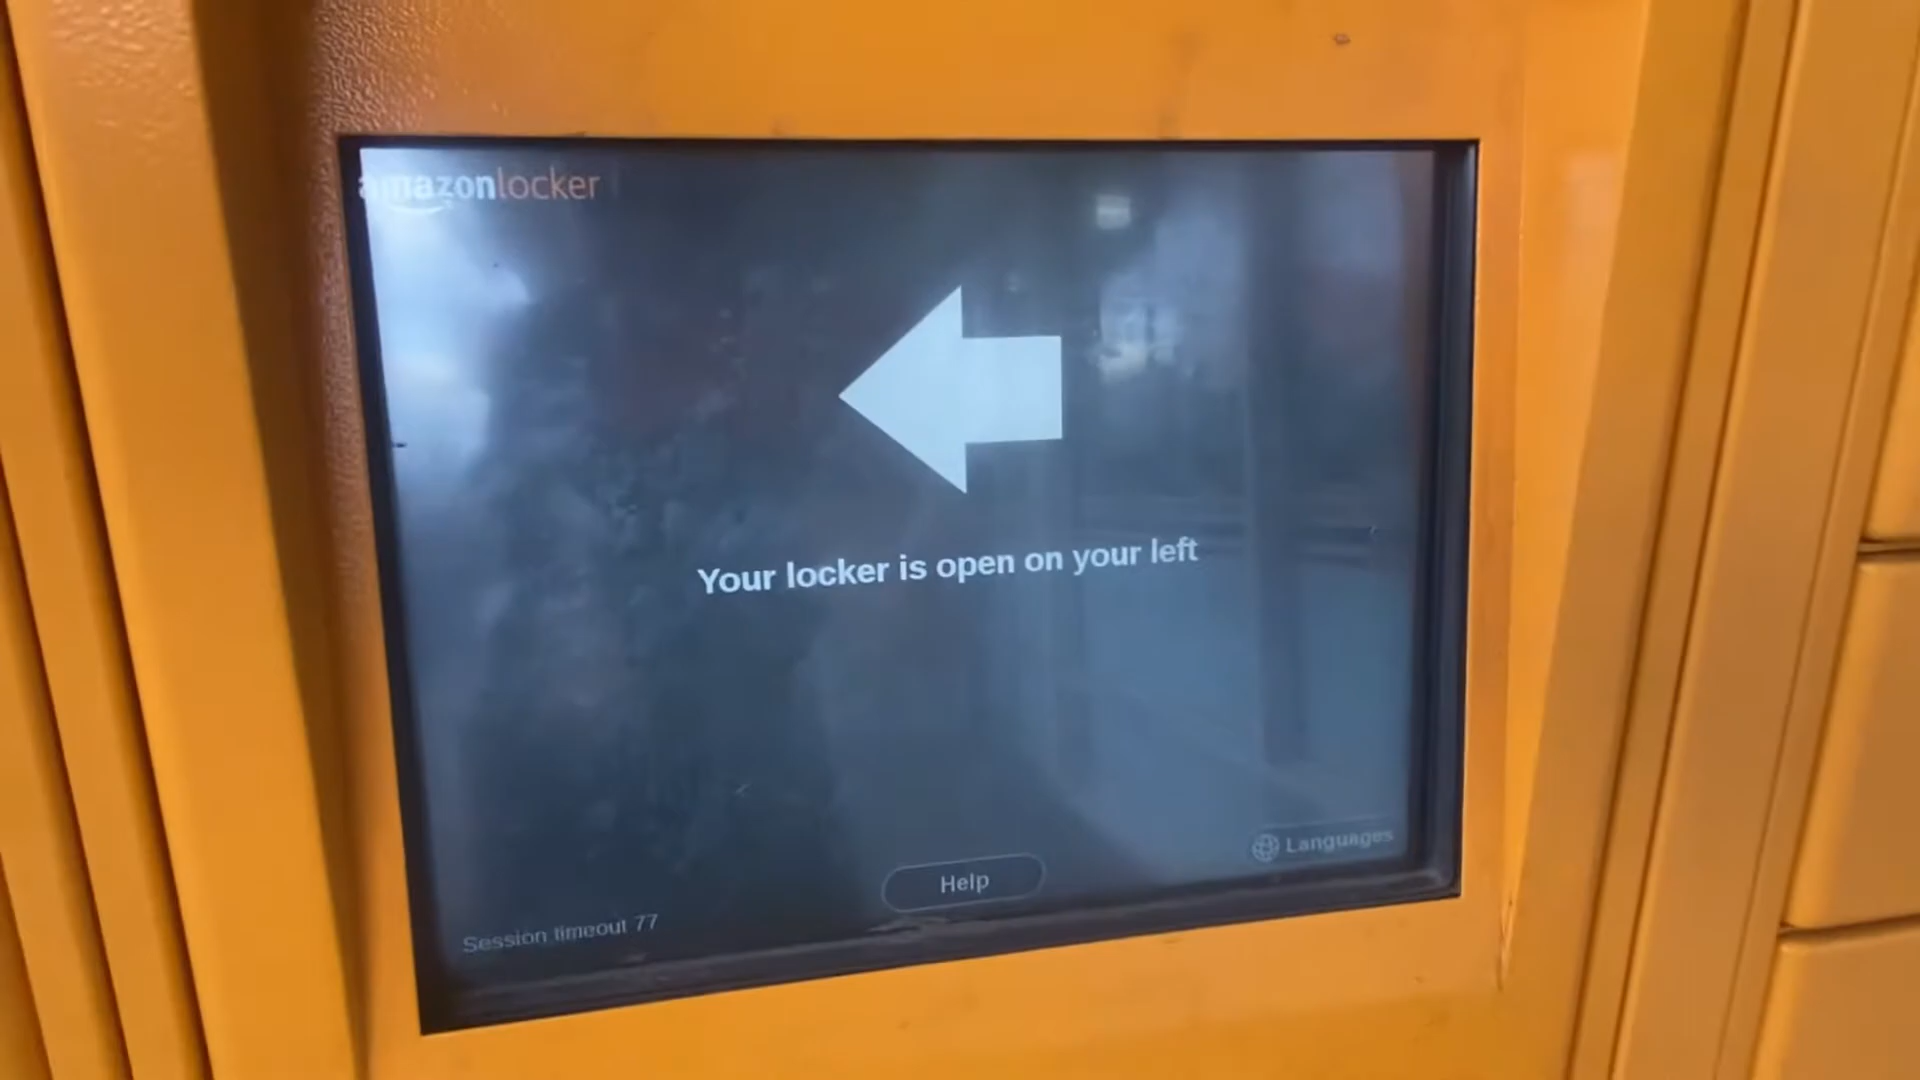 amazonlocker
Your locker is open on your left
Languages
Help
Session timeout 77